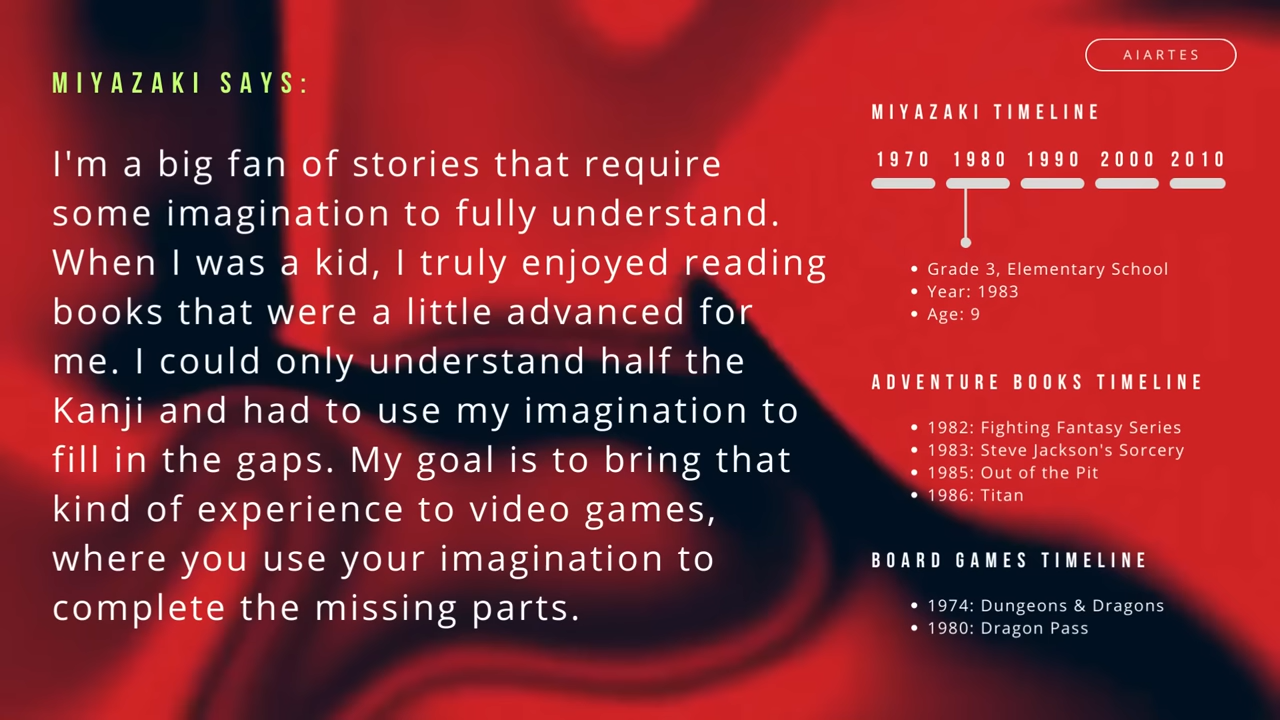 MIYAZAKI SAYS:
I'm a big fan of stories that require
some imagination to fully understand.
When I was a kid, I truly enjoyed reading
books that were a little advanced for
me. I could only understand half the
Kanji and had to use my imagination to
fill in the gaps. My goal is to bring that
kind of experience to video games,
where you use your imagination to
complete the missing parts.
AIARTES
MIYAZAKI TIMELINE
1970 1980 1990 2000 2010
• Grade 3, Elementary School
• Year: 1983
• Age: 9
ADVENTURE BOOKS TIMELINE
• 1982: Fighting Fantasy Series
• 1983: Steve Jackson's Sorcery
• 1985: Out of the Pit
• 1986: Titan
BOARD GAMES TIMELINE
• 1974: Dungeons & Dragons
• 1980: Dragon Pass